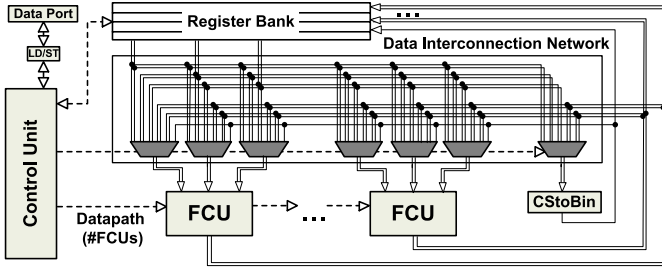 Data Port
Register Bank
...
LD/ST
Data Interconnection Network
Control Unit
Datapath
(#FCUs)
FCU
...
FCU
CStoBin